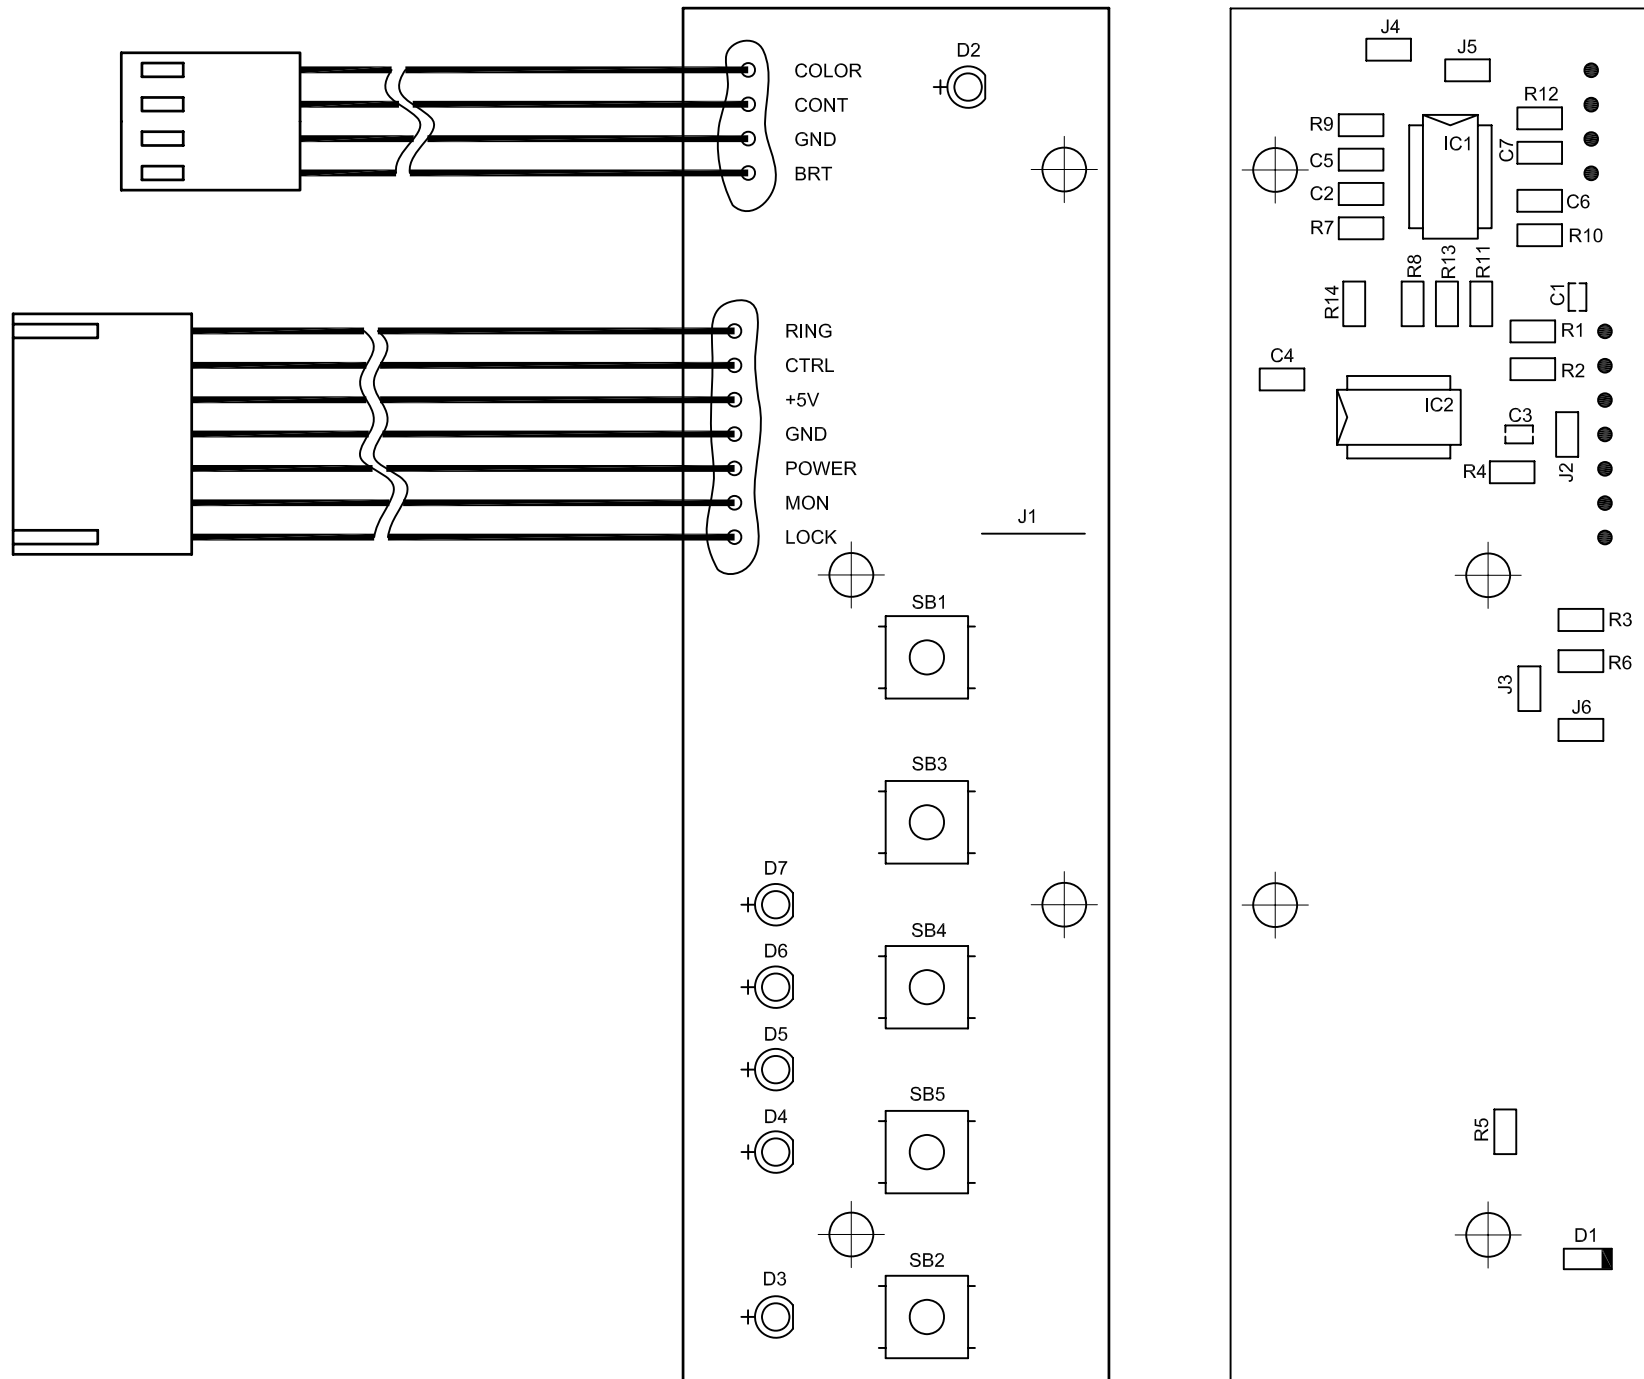 COLOR
CONT
GND
BRT
D2
RING
CTRL
+5V
GND
POWER
MON
LOCK
J1
SB1
SB3
D7
SB4
D6
D5
SB5
D4
SB2
D3
J4
J5
R12
R9
IC1
C7
C5
C2
C6
R7
R10
R14
R8
R13
R11
C1
R1
C4
R2
IC2
C3
R4
J2
R3
R6
J3
J6
R5
D1